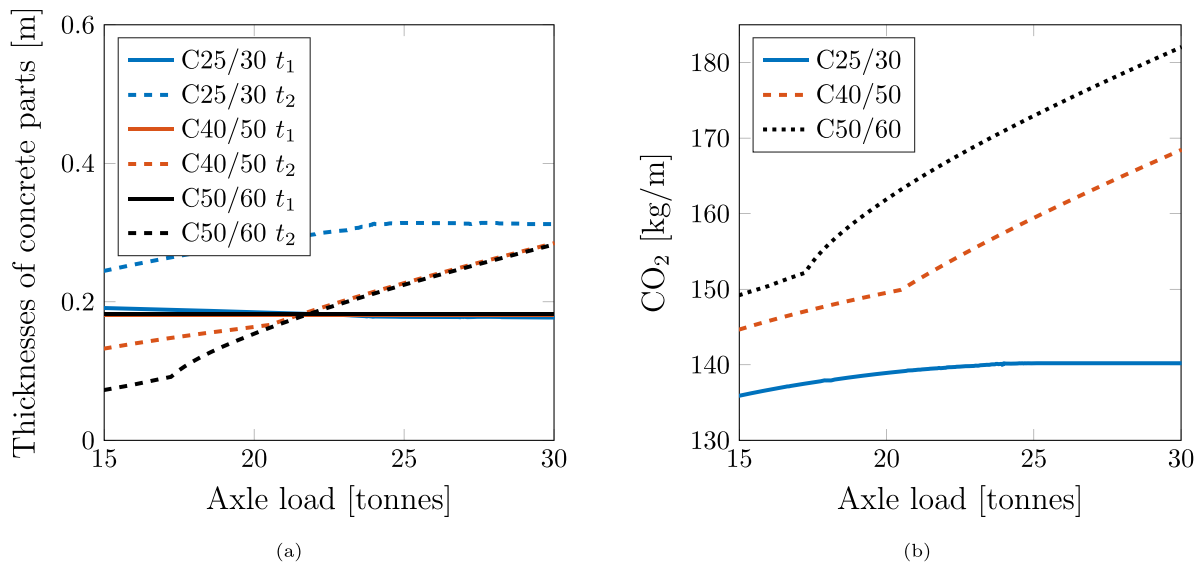 Thicknesses of concrete parts [m]
0.6
0.4
0.2
0
C25/30 t₁
C25/30 t₂
C40/50 t₁
C40/50 t₂
C50/60 t₁
C50/60 t₂
15 20 25 30
Axle load [tonnes]
(a)
CO₂ [kg/m]
180
170
160
150
140
130
C25/30
C40/50
C50/60
15 20 25 30
Axle load [tonnes]
(b)